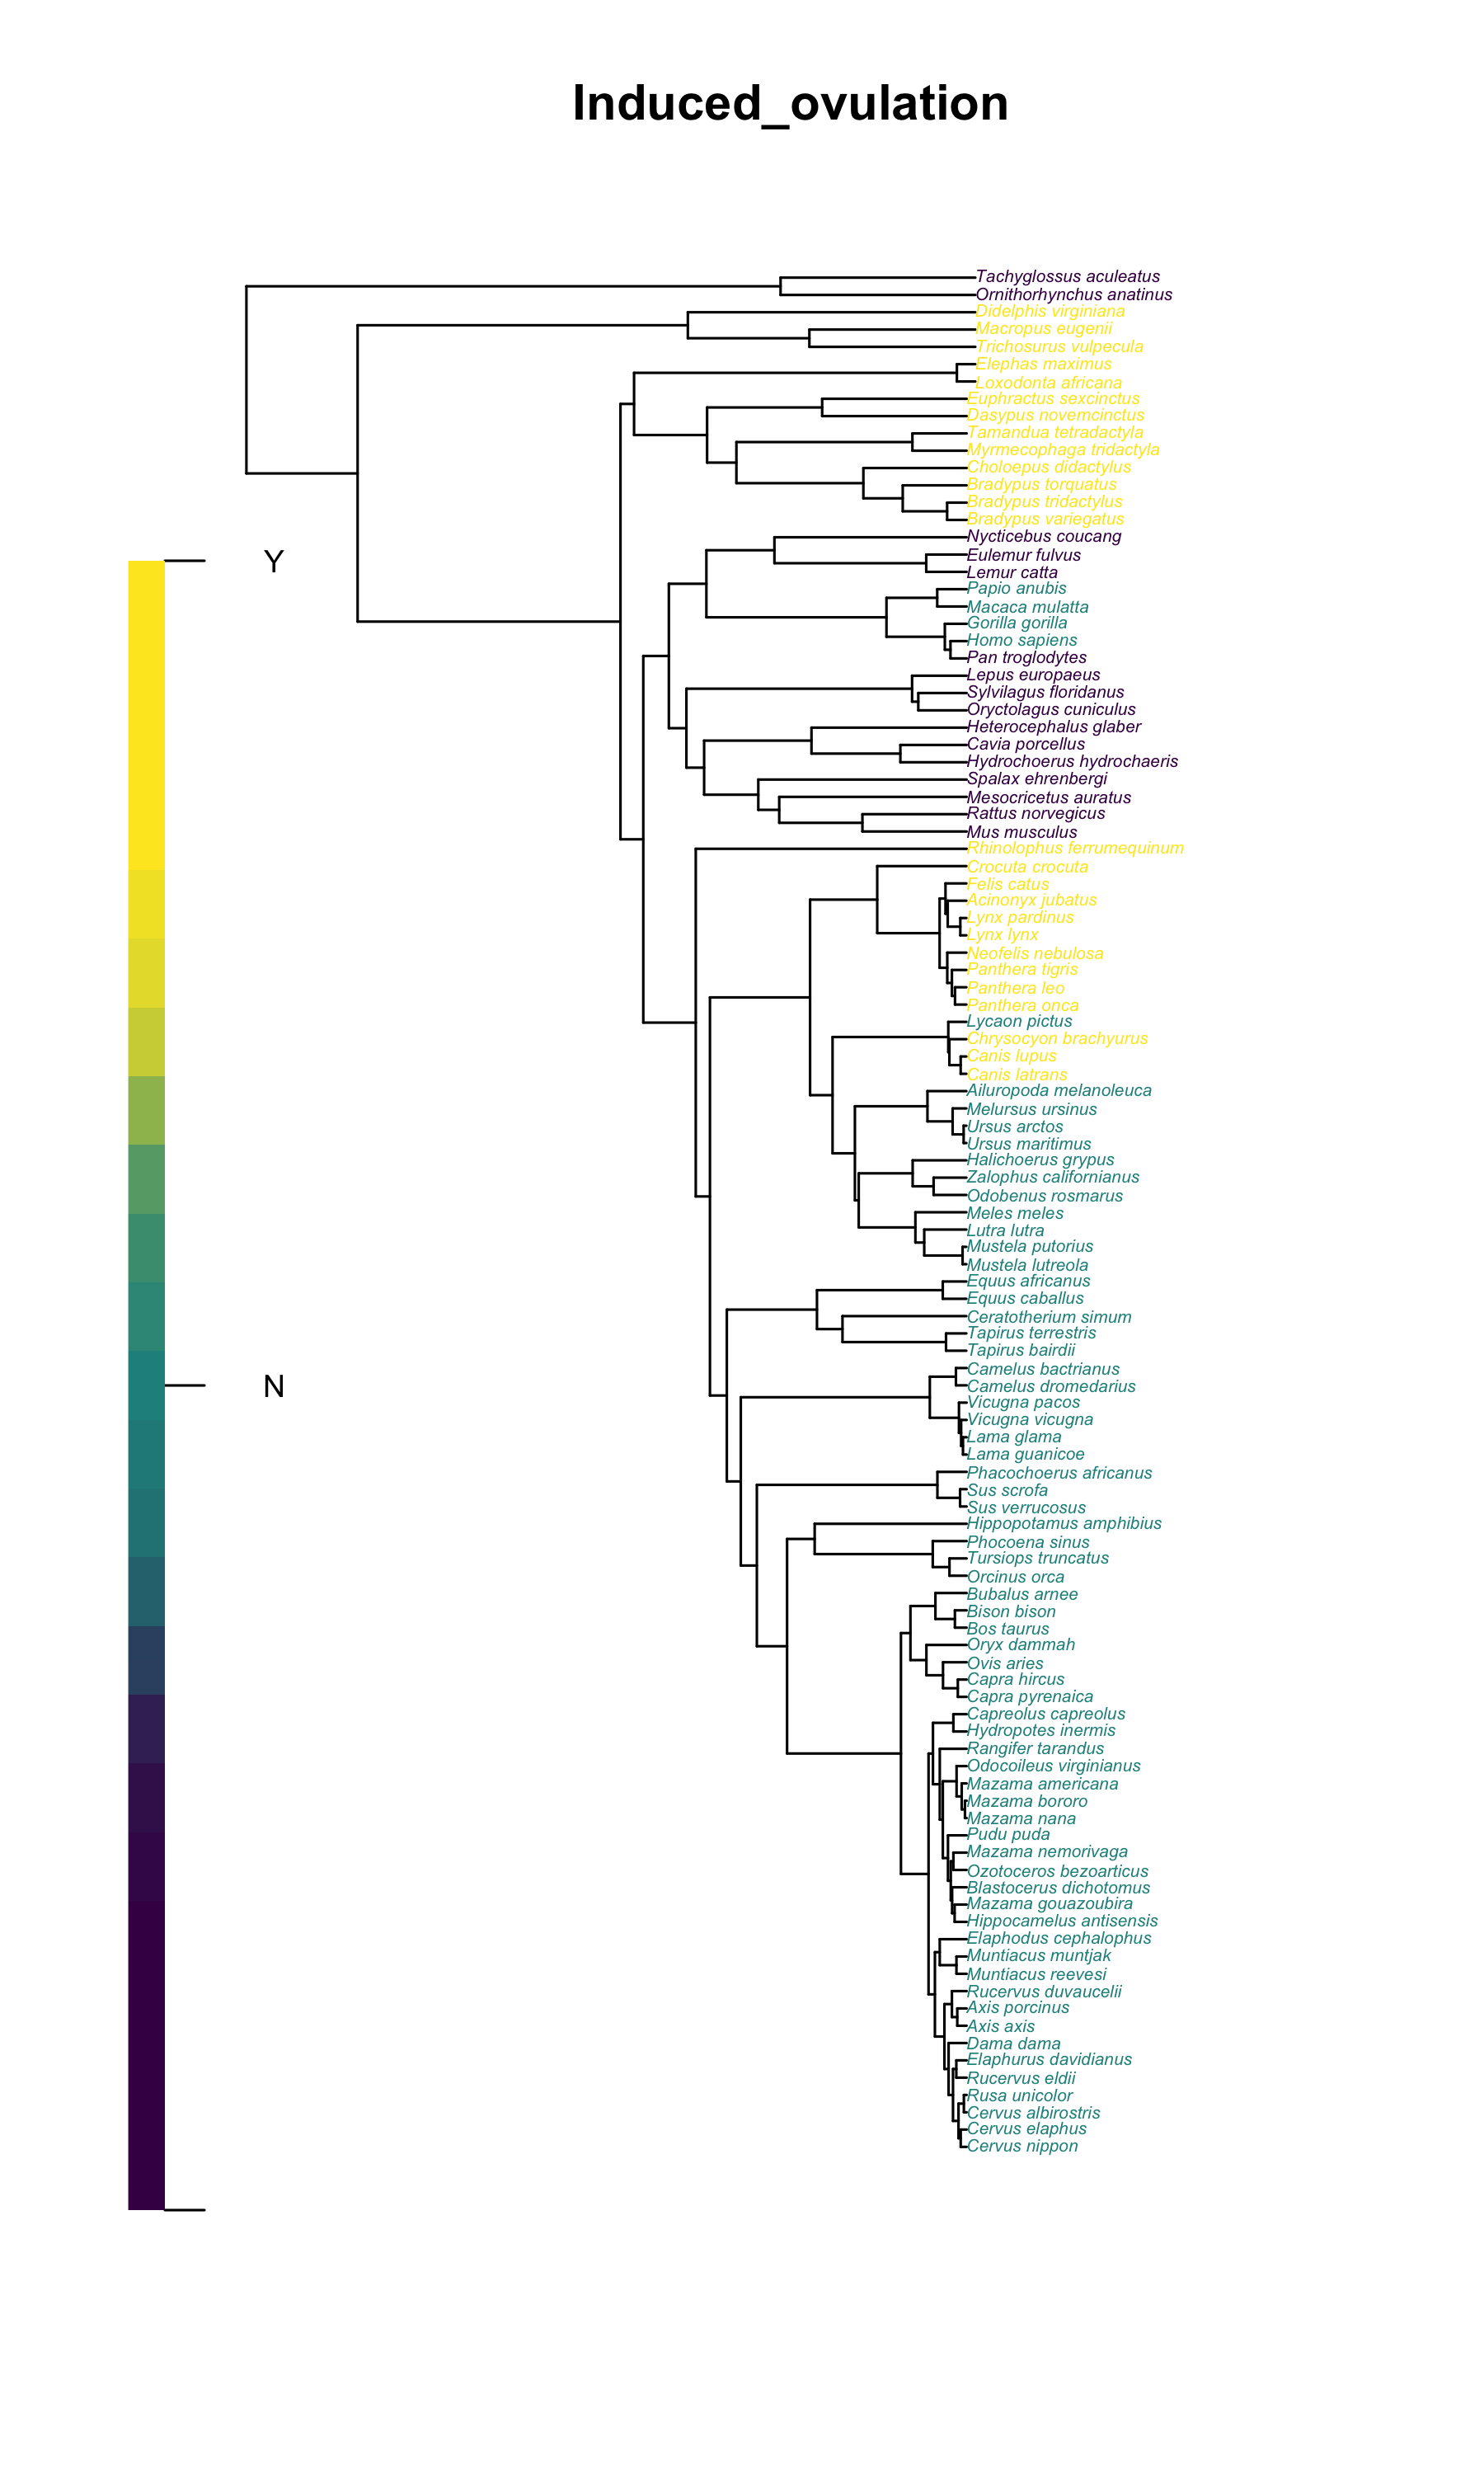 Induced_ovulation
Tachyglossus aculeatus
Ornithorhynchus anatinus
Didelphis virginiana
Macropus eugenii
Trichosurus vulpecula
Elephas maximus
Loxodonta africana
Euphractus sexcinctus
Dasypus novemcinctus
Tamandua tetradactyla
Myrmecophaga tridactyla
Choloepus didactylus
Bradypus torquatus
Bradypus tridactylus
Bradypus variegatus
Nycticebus coucang
Eulemur fulvus
Y
Lemur catta
Papio anubis
Macaca mulatta
Gorilla gorilla
Homo sapiens
Pan troglodytes
Lepus europaeus
Sylvilagus floridanus
Oryctolagus cuniculus
Heterocephalus glaber
Cavia porcellus
Hydrochoerus hydrochaeris
Spalax ehrenbergi
Mesocricetus auratus
Rattus norvegicus
Mus musculus
Rhinolophus ferrumequinum
Crocuta crocuta
Felis catus
Acinonyx jubatus
Lynx pardinus
Lynx lynx
Neofelis nebulosa
Panthera tigris
Panthera leo
Panthera onca
Lycaon pictus
Chrysocyon brachyurus
Canis lupus
Canis latrans
Ailuropoda melanoleuca
Melursus ursinus
Ursus arctos
Ursus maritimus
Halichoerus grypus
Zalophus californianus
Odobenus rosmarus
Meles meles
Lutra lutra
Mustela putorius
Mustela lutreola
Equus africanus
Equus caballus
Ceratotherium simum
Tapirus terrestris
Tapirus bairdii
Camelus bactrianus
N
Camelus dromedarius
Vicugna pacos
Vicugna vicugna
Lama glama
Lama guanicoe
Phacochoerus africanus
Sus scrofa
Sus verrucosus
Hippopotamus amphibius
Phocoena sinus
Tursiops truncatus
Orcinus orca
Bubalus arnee
Bison bison
Bos taurus
Oryx dammah
Ovis aries
Capra hircus
Capra pyrenaica
Capreolus capreolus
Hydropotes inermis
Rangifer tarandus
Odocoileus virginianus
Mazama americana
Mazama bororo
Mazama nana
Pudu puda
Mazama nemorivaga
Ozotoceros bezoarticus
Blastocerus dichotomus
Mazama gouazoubira
Hippocamelus antisensis
Elaphodus cephalophus
Muntiacus muntjak
Muntiacus reevesi
Rucervus duvaucelii
Axis porcinus
Axis axis
Dama dama
Elaphurus davidianus
Rucervus eldii
Rusa unicolor
Cervus albirostris
Cervus elaphus
Cervus nippon